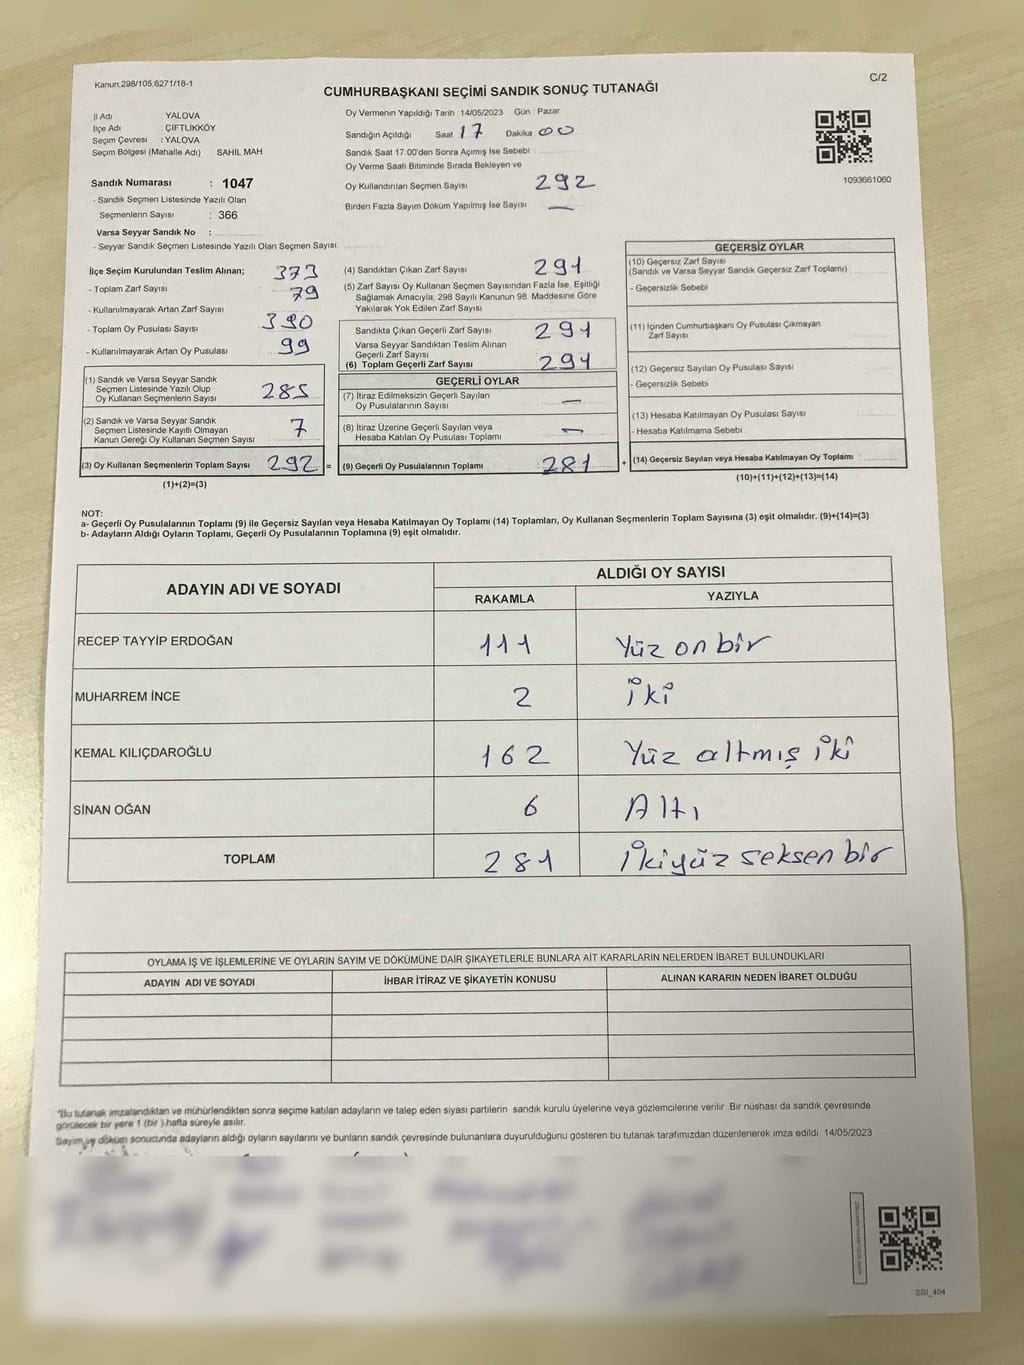 Kanun,298/105,6271/18-1
C/2
CUMHURBAŞKANI SEÇİMİ SANDIK SONUÇ TUTANAĞI
İl Adı YALOVA
İlçe Adı ÇİFTLİKKÖY
Seçim Çevresi : YALOVA
Seçim Bölgesi (Mahalle Adı) SAHİL MAH
Sandık Numarası : 1047
- Sandık Seçmen Listesinde Yazılı Olan
Seçmenlerin Sayısı : 366
Varsa Seyyar Sandık No :
- Seyyar Sandık Seçmen Listesinde Yazılı Olan Seçmen Sayısı
Oy Vermenin Yapıldığı Tarih : 14/05/2023 Gün : Pazar
Sandığın Açıldığı Saat 17 Dakika 00
Sandık Saat 17.00'den Sonra Açımış İse Sebebi
Oy Verme Saati Bitiminde Sırada Bekleyen ve
Oy Kullandırılan Seçmen Sayısı 292
Birden Fazla Sayım Döküm Yapılmış İse Sayısı —
1093661060
İlçe Seçim Kurulundan Teslim Alınan;
- Toplam Zarf Sayısı 373
- Kullanılmayarak Artan Zarf Sayısı 79
- Toplam Oy Pusulası Sayısı 390
- Kullanılmayarak Artan Oy Pusulası 99
(1) Sandık ve Varsa Seyyar Sandık
Seçmen Listesinde Yazılı Olup
Oy Kullanan Seçmenlerin Sayısı 285
(2) Sandık ve Varsa Seyyar Sandık
Seçmen Listesinde Kayıtlı Olmayan
Kanun Gereği Oy Kullanan Seçmen Sayısı 7
(3) Oy Kullanan Seçmenlerin Toplam Sayısı 292 =
(1)+(2)=(3)
(4) Sandıktan Çıkan Zarf Sayısı 291
(5) Zarf Sayısı Oy Kullanan Seçmen Sayısından Fazla İse, Eşitliği
Sağlamak Amacıyla, 298 Sayılı Kanunun 98. Maddesine Göre
Yakılarak Yok Edilen Zarf Sayısı
Sandıkta Çıkan Geçerli Zarf Sayısı 291
Varsa Seyyar Sandıktan Teslim Alınan
Geçerli Zarf Sayısı
(6) Toplam Geçerli Zarf Sayısı 291
GEÇERLİ OYLAR
(7) İtiraz Edilmeksizin Geçerli Sayılan
Oy Pusulalarının Sayısı —
(8) İtiraz Üzerine Geçerli Sayılan veya
Hesaba Katılan Oy Pusulası Toplamı —
(9) Geçerli Oy Pusulalarının Toplamı 281 +
GEÇERSİZ OYLAR
(10) Geçersiz Zarf Sayısı
(Sandık ve Varsa Seyyar Sandık Geçersiz Zarf Toplamı)
- Geçersizlik Sebebi
(11) İçinden Cumhurbaşkanı Oy Pusulası Çıkmayan
Zarf Sayısı
(12) Geçersiz Sayılan Oy Pusulası Sayısı
- Geçersizlik Sebebi
(13) Hesaba Katılmayan Oy Pusulası Sayısı
- Hesaba Katılmama Sebebi
(14) Geçersiz Sayılan veya Hesaba Katılmayan Oy Toplamı :
(10)+(11)+(12)+(13)=(14)
NOT:
a- Geçerli Oy Pusulalarının Toplamı (9) ile Geçersiz Sayılan veya Hesaba Katılmayan Oy Toplamı (14) Toplamları, Oy Kullanan Seçmenlerin Toplam Sayısına (3) eşit olmalıdır. (9)+(14)=(3)
b- Adayların Aldığı Oyların Toplamı, Geçerli Oy Pusulalarının Toplamına (9) eşit olmalıdır.
ADAYIN ADI VE SOYADI
ALDIĞI OY SAYISI
RAKAMLA YAZIYLA
RECEP TAYYİP ERDOĞAN 111 Yüz on bir
MUHARREM İNCE 2 iki
KEMAL KILIÇDAROĞLU 162 Yüz altmış iki
SİNAN OĞAN 6 Altı
TOPLAM 281 ikiyüz seksen bir
OYLAMA İŞ VE İŞLEMLERİNE VE OYLARIN SAYIM VE DÖKÜMÜNE DAİR ŞİKAYETLERLE BUNLARA AİT KARARLARIN NELERDEN İBARET BULUNDUKLARI
ADAYIN ADI VE SOYADI İHBAR İTİRAZ VE ŞİKAYETİN KONUSU ALINAN KARARIN NEDEN İBARET OLDUĞU
*Bu tutanak imzalandıktan ve mühürlendikten sonra seçime katılan adayların ve talep eden siyasi partilerin sandık kurulu üyelerine veya gözlemcilerine verilir. Bir nüshası da sandık çevresinde
görülecek bir yere 1 (bir ) hafta süreyle asılır.
Sayım ve döküm sonucunda adayların aldığı oyların sayılarını ve bunların sandık çevresinde bulunanlara duyurulduğunu gösteren bu tutanak tarafımızdan düzenlenerek imza edildi. 14/05/2023
SSI_404